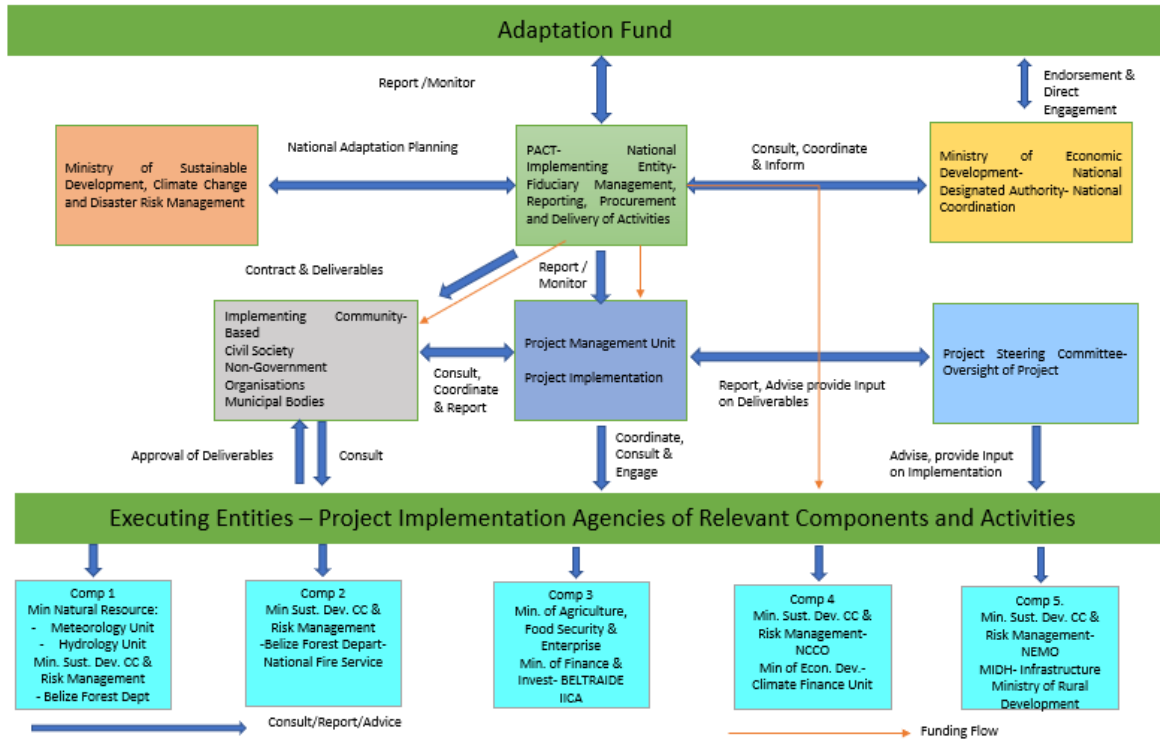 Adaptation Fund
Report /Monitor
Endorsement &
Direct
Engagement
Ministry of Sustainable
Development, Climate Change
and Disaster Risk Management
National Adaptation Planning
PACT- National
Implementing Entity-
Fiduciary Management,
Reporting, Procurement
and Delivery of Activities
Consult, Coordinate
& Inform
Ministry of Economic
Development- National
Designated Authority- National
Coordination
Contract & Deliverables
Report /
Monitor
Implementing Community-
Based
Civil Society
Non-Government
Organisations
Municipal Bodies
Consult,
Coordinate
& Report
Project Management Unit
Project Implementation
Report, Advise provide Input
on Deliverables
Project Steering Committee-
Oversight of Project
Approval of Deliverables
Consult
Coordinate,
Consult &
Engage
Advise, provide Input
on Implementation
Executing Entities – Project Implementation Agencies of Relevant Components and Activities
Comp 1
Min Natural Resource:
- Meteorology Unit
- Hydrology Unit
Min. Sust. Dev. CC &
Risk Management
- Belize Forest Dept
Comp 2
Min Sust. Dev. CC &
Risk Management
-Belize Forest Depart-
National Fire Service
Comp 3
Min. of Agriculture,
Food Security &
Enterprise
Min. of Finance &
Invest- BELTRAIDE
IICA
Comp 4
Min. Sust. Dev. CC &
Risk Management-
NCCO
Min of Econ. Dev.-
Climate Finance Unit
Comp 5.
Min. Sust. Dev. CC &
Risk Management-
NEMO
MIDH- Infrastructure
Ministry of Rural
Development
Consult/Report/Advice
Funding Flow